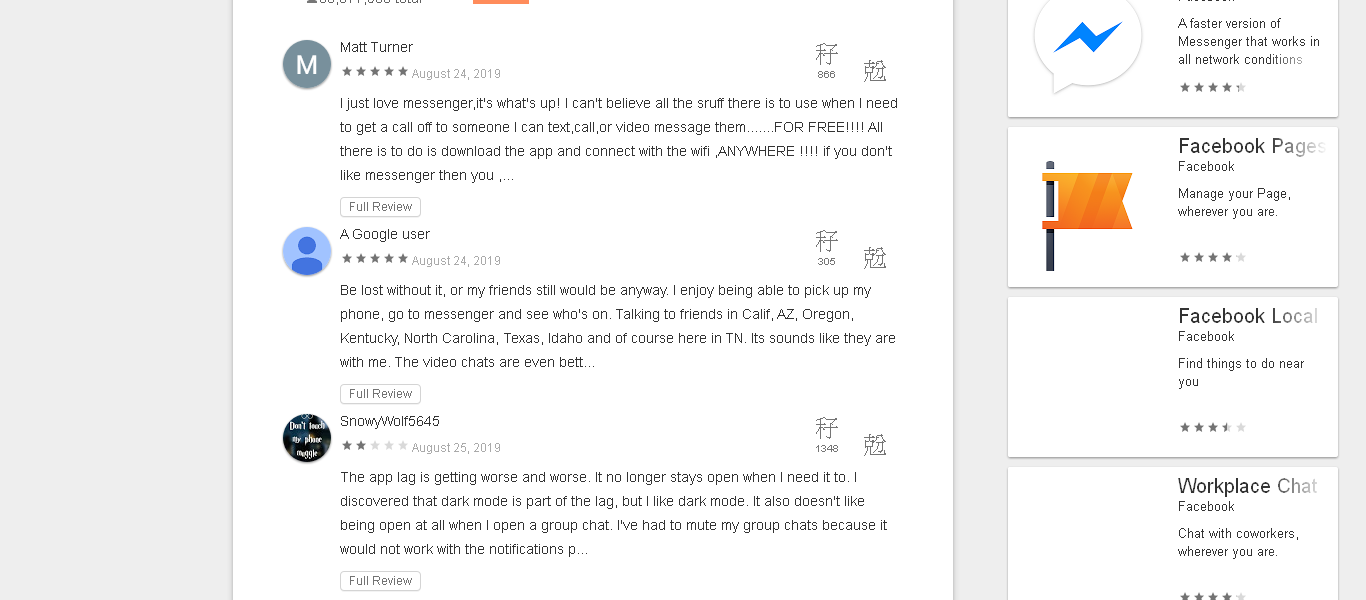 Matt Turner
August 24, 2019
866
I just love messenger,it's what's up! I can't believe all the sruff there is to use when I need
to get a call off to someone I can text,call,or video message them.......FOR FREE!!!! All
there is to do is download the app and connect with the wifi ,ANYWHERE !!!! if you don't
like messenger then you ,...
Full Review
A Google user
August 24, 2019
305
Be lost without it, or my friends still would be anyway. I enjoy being able to pick up my
phone, go to messenger and see who's on. Talking to friends in Calif, AZ, Oregon,
Kentucky, North Carolina, Texas, Idaho and of course here in TN. Its sounds like they are
with me. The video chats are even bett...
Full Review
Don't touch
my phone
muggle
SnowyWolf5645
August 25, 2019
1348
The app lag is getting worse and worse. It no longer stays open when I need it to. I
discovered that dark mode is part of the lag, but I like dark mode. It also doesn't like
being open at all when I open a group chat. I've had to mute my group chats because it
would not work with the notifications p...
Full Review
A faster version of
Messenger that works in
all network conditions
Facebook Pages
Facebook
Manage your Page,
wherever you are.
Facebook Local
Facebook
Find things to do near
you
Workplace Chat
Facebook
Chat with coworkers,
wherever you are.